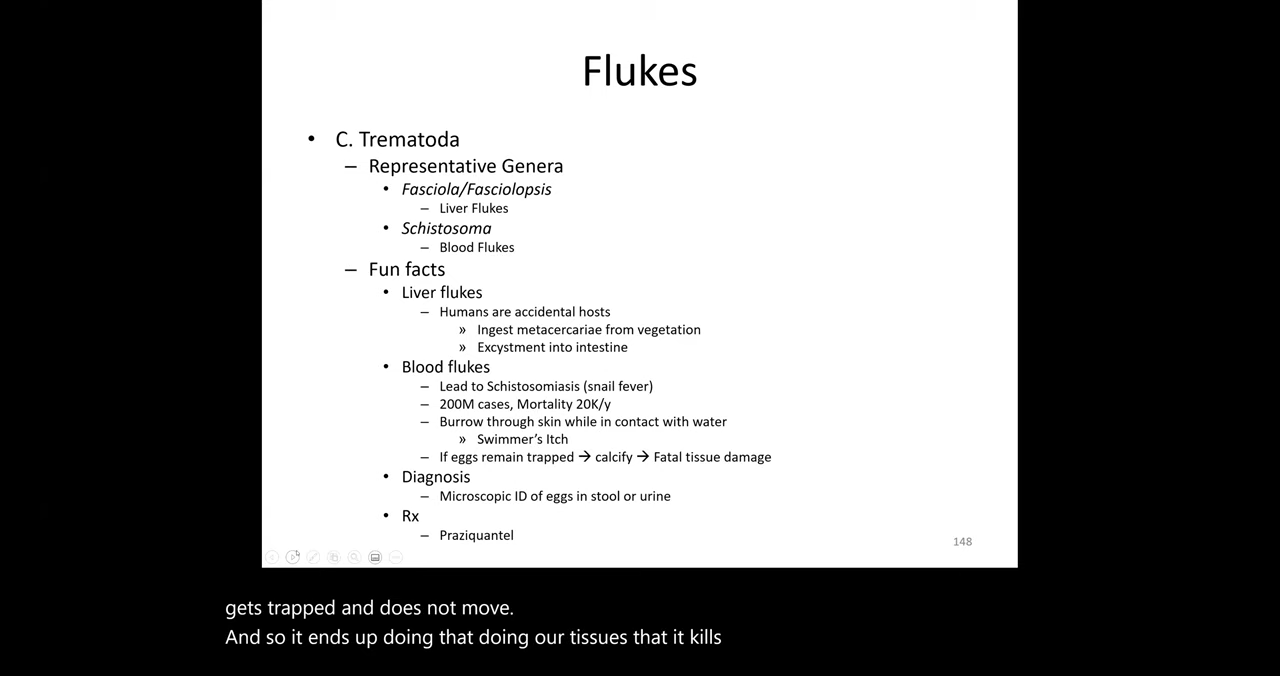 Flukes
• C. Trematoda
– Representative Genera
• Fasciola/Fasciolopsis
– Liver Flukes
• Schistosoma
– Blood Flukes
– Fun facts
• Liver flukes
– Humans are accidental hosts
» Ingest metacercariae from vegetation
» Excystment into intestine
• Blood flukes
– Lead to Schistosomiasis (snail fever)
– 200M cases, Mortality 20K/y
– Burrow through skin while in contact with water
» Swimmer's Itch
– If eggs remain trapped → calcify → Fatal tissue damage
• Diagnosis
– Microscopic ID of eggs in stool or urine
• Rx
– Praziquantel
148
gets trapped and does not move.
And so it ends up doing that doing our tissues that it kills